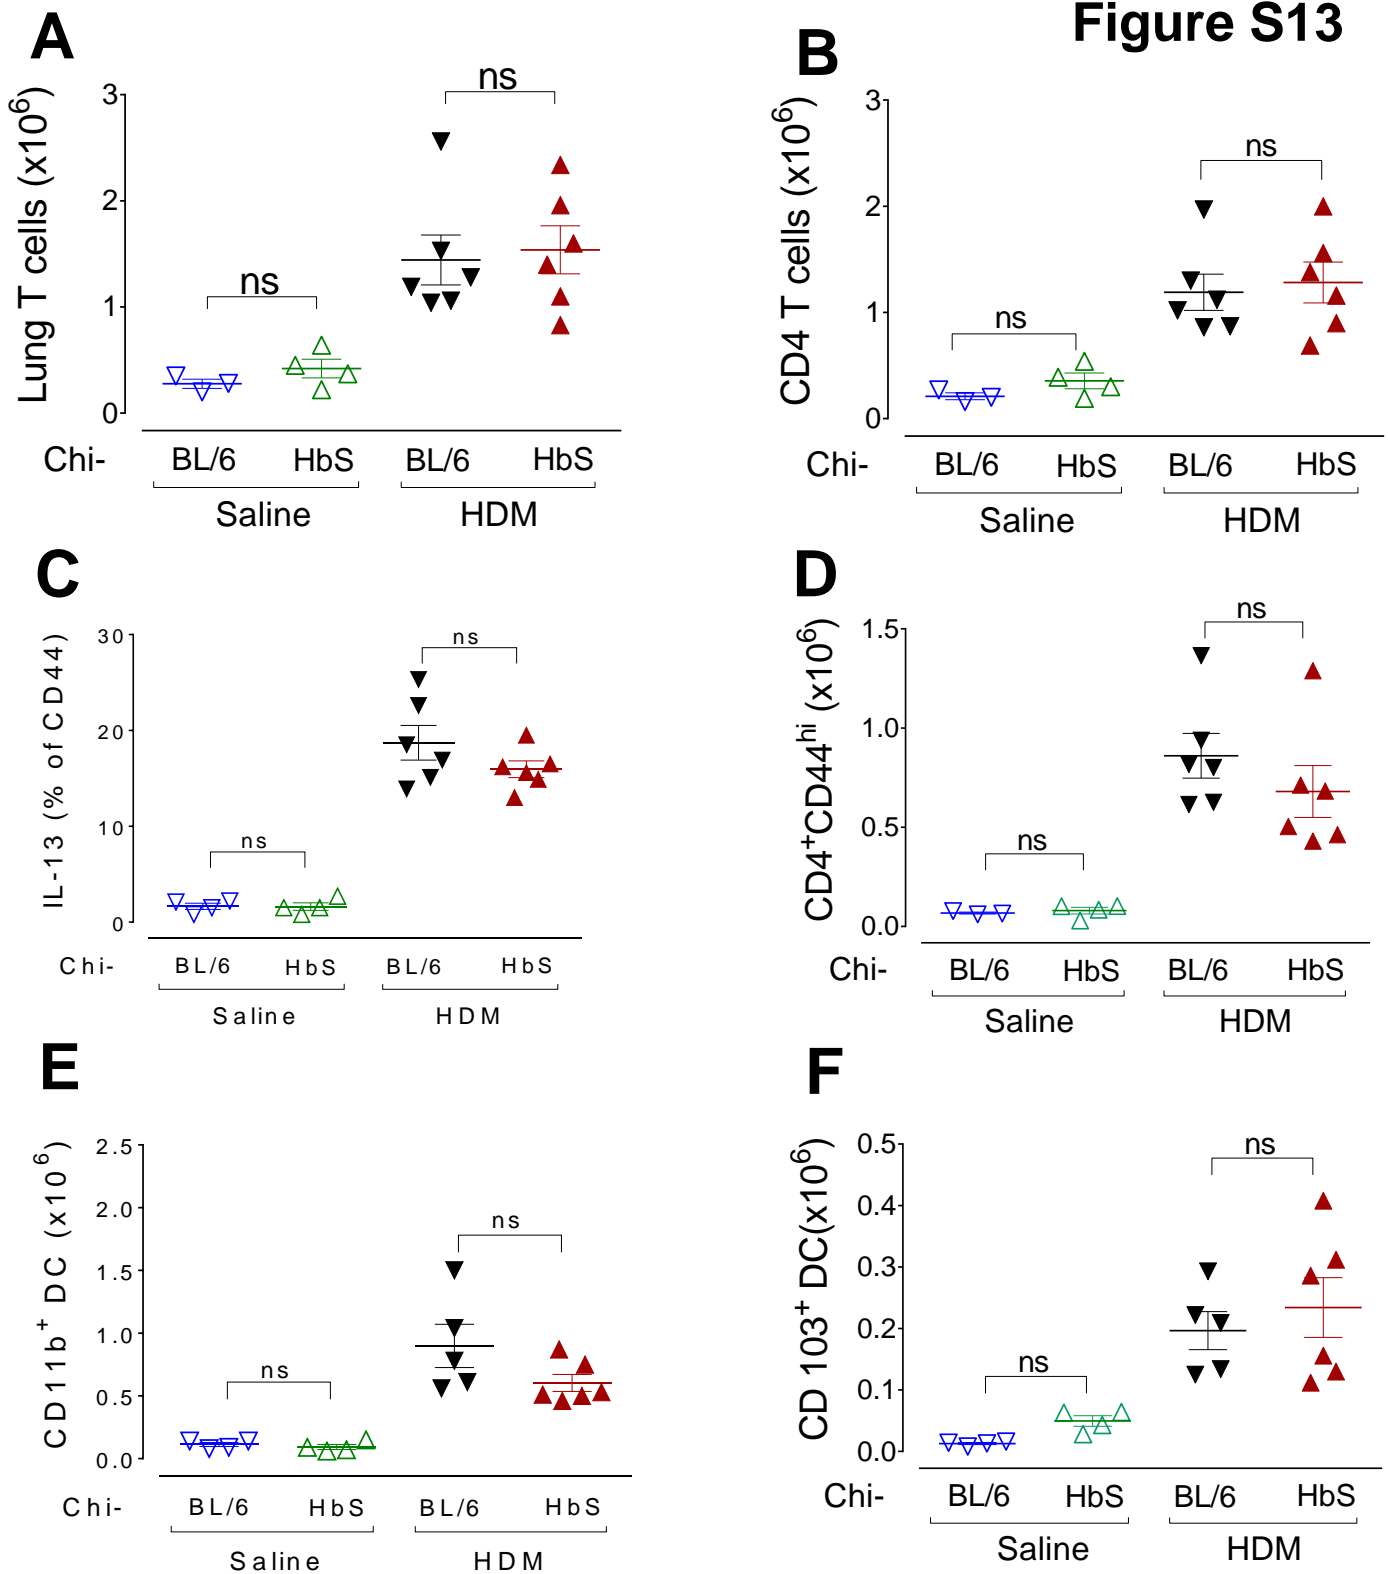 Figure S13
A
Lung T cells (x10⁶)
3
2
1
0
ns
ns
Chi-
BL/6
HbS
BL/6
HbS
Saline
HDM
B
CD4 T cells (x10⁶)
3
2
1
0
ns
ns
Chi-
BL/6
HbS
BL/6
HbS
Saline
HDM
C
IL-13 (% of CD44)
30
20
10
0
ns
ns
Chi-
BL/6
HbS
BL/6
HbS
Saline
HDM
D
CD4⁺CD44ʰⁱ (x10⁶)
1.5
1.0
0.5
0.0
ns
ns
Chi-
BL/6
HbS
BL/6
HbS
Saline
HDM
E
CD11b⁺ DC (x10⁶)
2.5
2.0
1.5
1.0
0.5
0.0
ns
ns
Chi-
BL/6
HbS
BL/6
HbS
Saline
HDM
F
CD 103⁺ DC(x10⁶)
0.5
0.4
0.3
0.2
0.1
0.0
ns
ns
Chi-
BL/6
HbS
BL/6
HbS
Saline
HDM